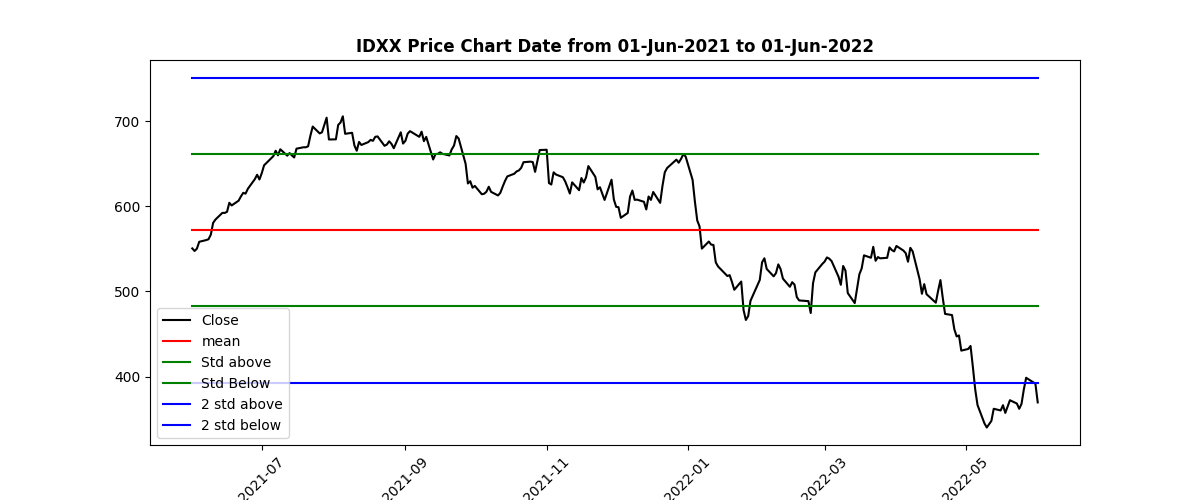 IDXX Price Chart Date from 01-Jun-2021 to 01-Jun-2022
700
600
500
400
Close
mean
Std above
Std Below
2 std above
2 std below
2021-07
2021-09
2021-11
2022-01
2022-03
2022-05